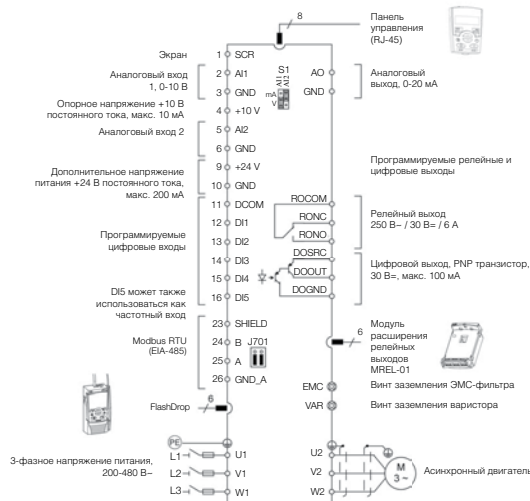 8
Панель
управления
(RJ-45)
Экран
1
SCR
Аналоговый вход
1, 0-10 В
2
AI1
3
GND
S1
AI1
AI2
mA
V
AO
GND
Аналоговый
выход, 0-20 мА
Опорное напряжение +10 В
постоянного тока, макс. 10 мА
4
+10 V
Аналоговый вход 2
5
AI2
6
GND
Дополнительное напряжение
питания +24 В постоянного тока,
макс. 200 мА
9
+24 V
10
GND
Программируемые релейные и
цифровые выходы
Программируемые
цифровые входы
11
DCOM
12
DI1
13
DI2
14
DI3
15
DI4
16
DI5
ROCOM
RONC
RONO
Релейный выход
250 В~ / 30 В= / 6 А
DOSRC
DOOUT
DOGND
Цифровой выход, PNP транзистор,
30 В=, макс. 100 мА
DI5 может также
использоваться как
частотный вход
Modbus RTU
(EIA-485)
23
SHIELD
24
B
J701
25
A
26
GND_A
6
Модуль
расширения
релейных
выходов
MREL-01
EMC
Винт заземления ЭМС-фильтра
VAR
Винт заземления варистора
FlashDrop
6
PE
3-фазное напряжение питания,
200-480 В~
L1
U1
L2
V1
L3
W1
U2
V2
W2
M
3 ~
Асинхронный двигатель